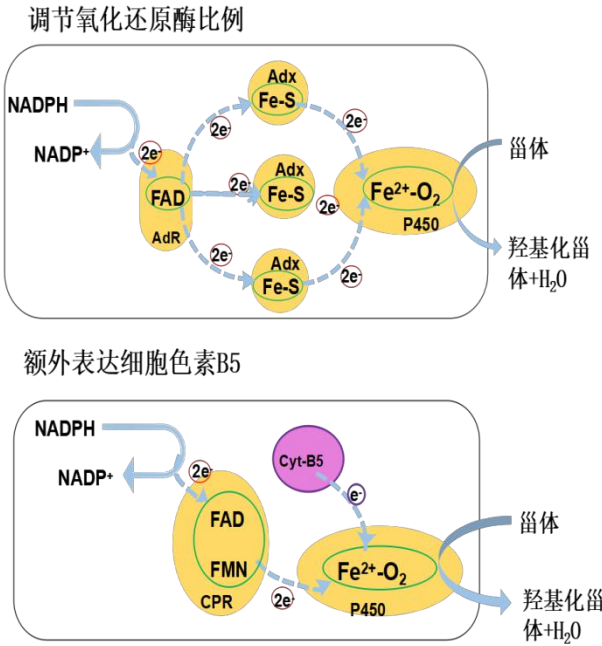 调节氧化还原酶比例
NADPH
NADP⁺
2e⁻
FAD
AdR
2e⁻
Adx
Fe-S
2e⁻
2e⁻
Adx
Fe-S
2e⁻
2e⁻
Adx
Fe-S
2e⁻
Fe²⁺-O₂
P450
甾体
羟基化甾
体+H₂O
额外表达细胞色素B5
NADPH
NADP⁺
2e⁻
FAD
FMN
CPR
2e⁻
Cyt-B5
e⁻
Fe²⁺-O₂
P450
甾体
羟基化甾
体+H₂O